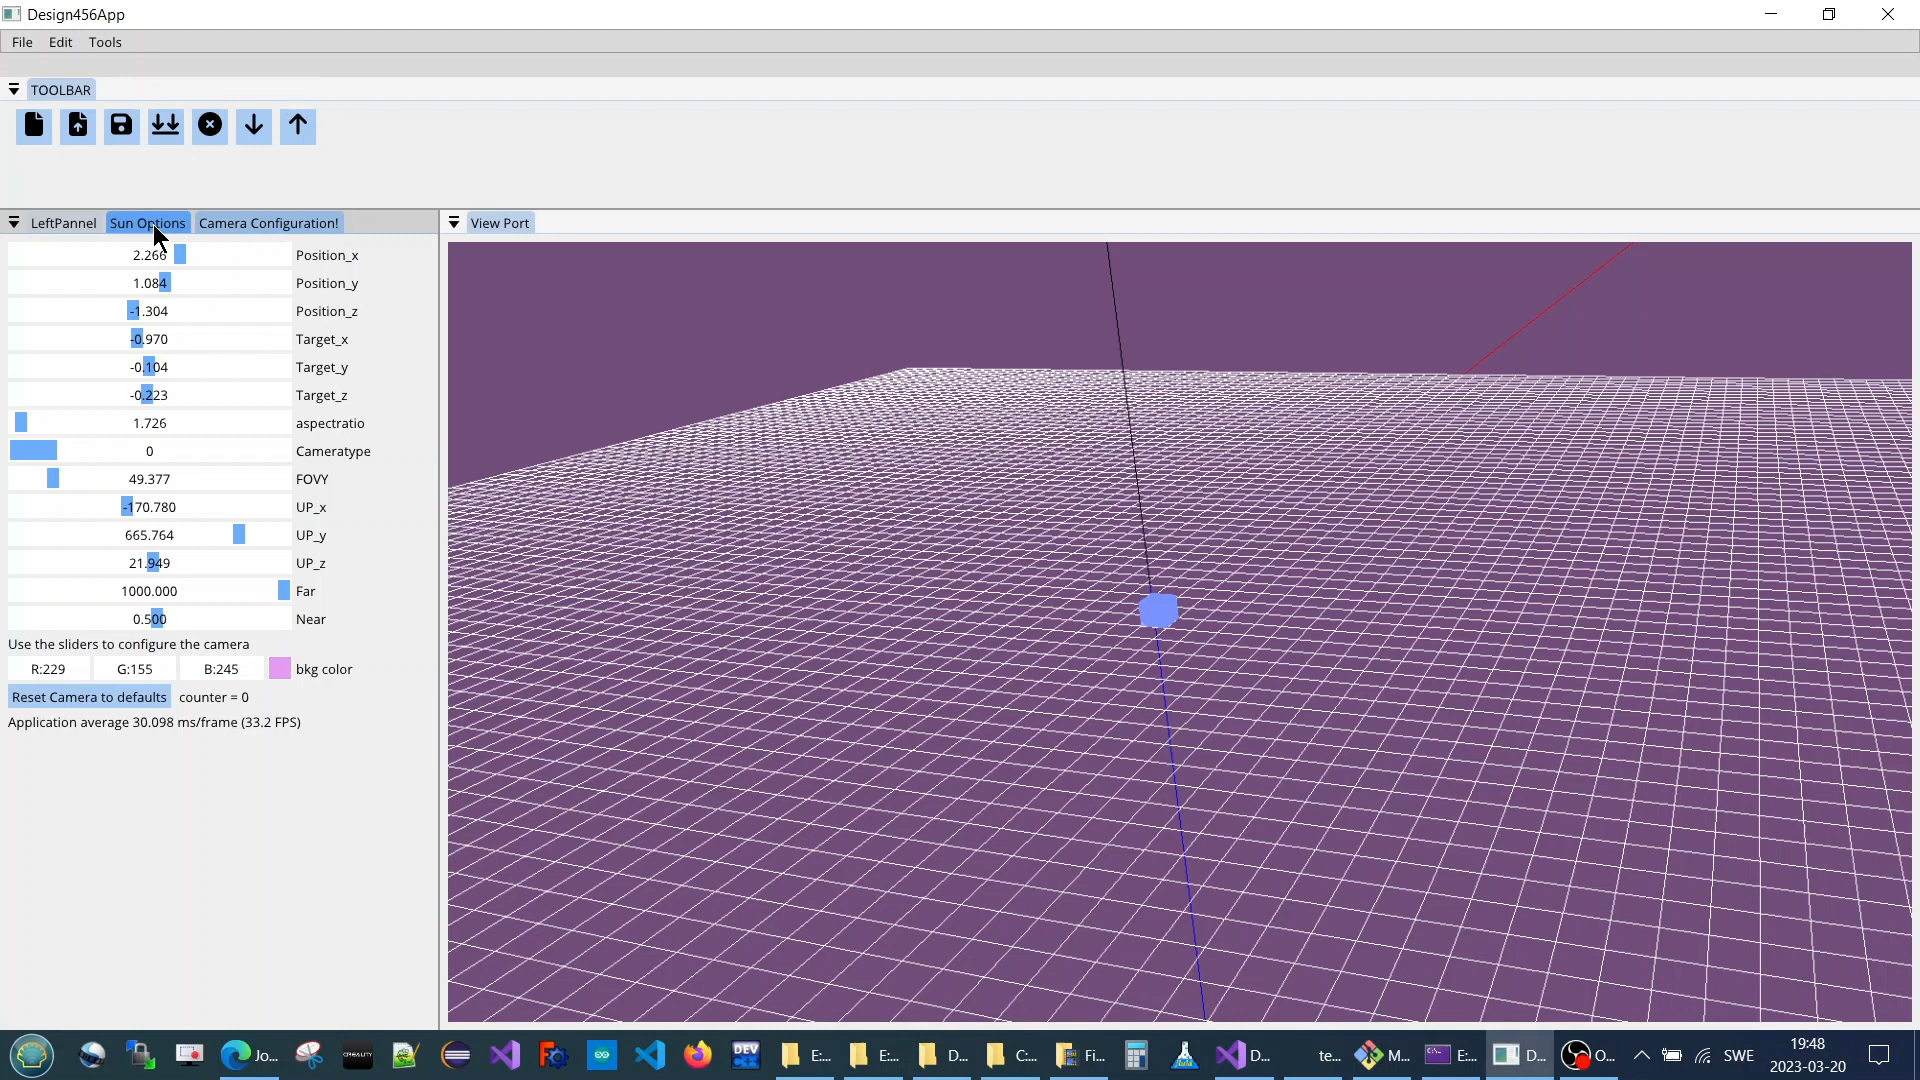 Design456App
File Edit Tools
TOOLBAR
LeftPannel Sun Options Camera Configuration! View Port
2.266 Position_x
1.084 Position_y
-1.304 Position_z
-0.970 Target_x
-0.104 Target_y
-0.223 Target_z
1.726 aspectratio
0 Cameratype
49.377 FOVY
-170.780 UP_x
665.764 UP_y
21.949 UP_z
1000.000 Far
0.500 Near
Use the sliders to configure the camera
R:229 G:155 B:245 bkg color
Reset Camera to defaults counter = 0
Application average 30.098 ms/frame (33.2 FPS)
Jo... CREALITY DEV E:... E:... D... C:... Fi... D... te... M... E:... D... O... SWE
19:48
2023-03-20